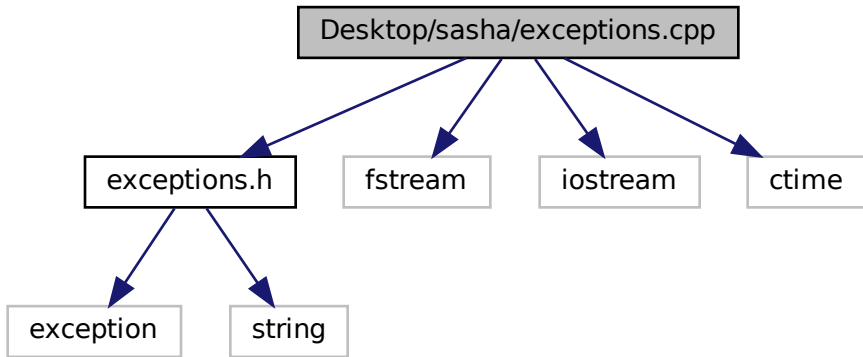 Desktop/sasha/exceptions.cpp
exceptions.h
fstream
iostream
ctime
exception
string